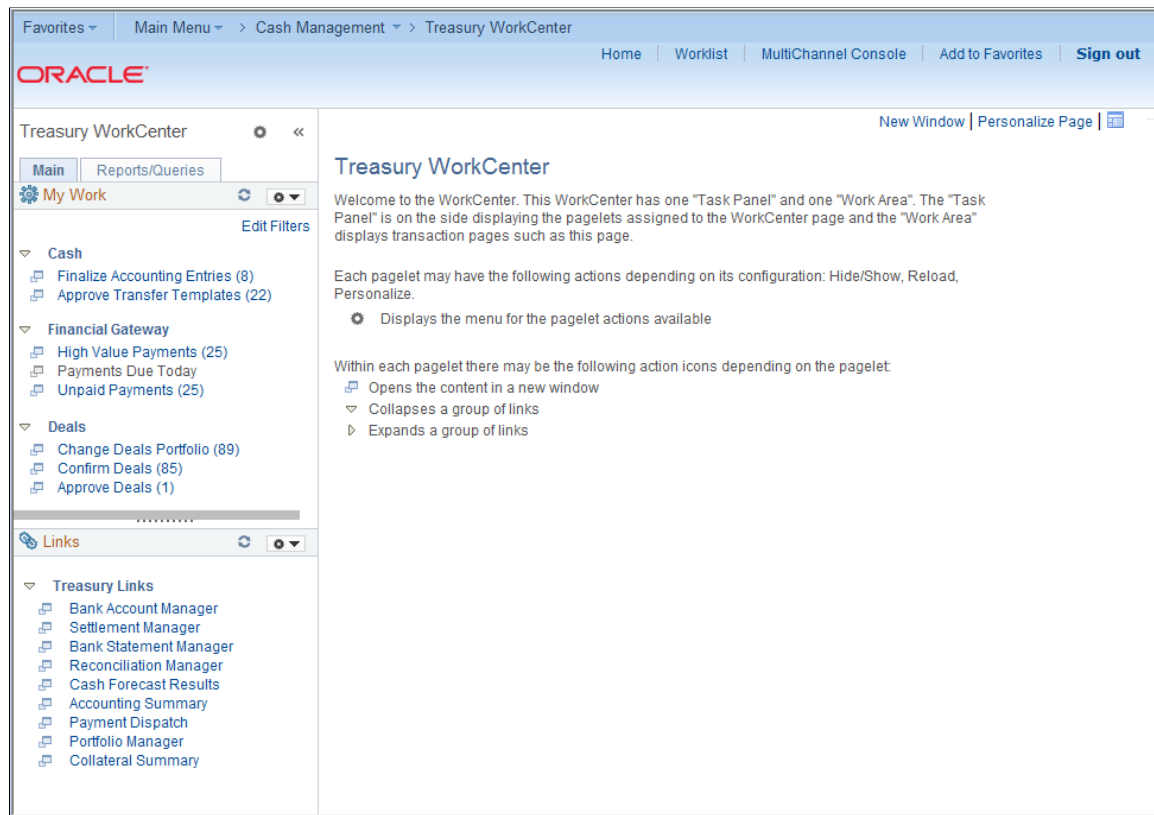 Favorites Main Menu > Cash Management > Treasury WorkCenter
Home Worklist MultiChannel Console Add to Favorites Sign out
ORACLE
New Window | Personalize Page |
Treasury WorkCenter «
Main Reports/Queries
My Work
Edit Filters
Cash
Finalize Accounting Entries (8)
Approve Transfer Templates (22)
Financial Gateway
High Value Payments (25)
Payments Due Today
Unpaid Payments (25)
Deals
Change Deals Portfolio (89)
Confirm Deals (85)
Approve Deals (1)
Links
Treasury Links
Bank Account Manager
Settlement Manager
Bank Statement Manager
Reconciliation Manager
Cash Forecast Results
Accounting Summary
Payment Dispatch
Portfolio Manager
Collateral Summary
Treasury WorkCenter
Welcome to the WorkCenter. This WorkCenter has one "Task Panel" and one "Work Area". The "Task
Panel" is on the side displaying the pagelets assigned to the WorkCenter page and the "Work Area"
displays transaction pages such as this page.
Each pagelet may have the following actions depending on its configuration: Hide/Show, Reload,
Personalize.
Displays the menu for the pagelet actions available
Within each pagelet there may be the following action icons depending on the pagelet:
Opens the content in a new window
Collapses a group of links
Expands a group of links